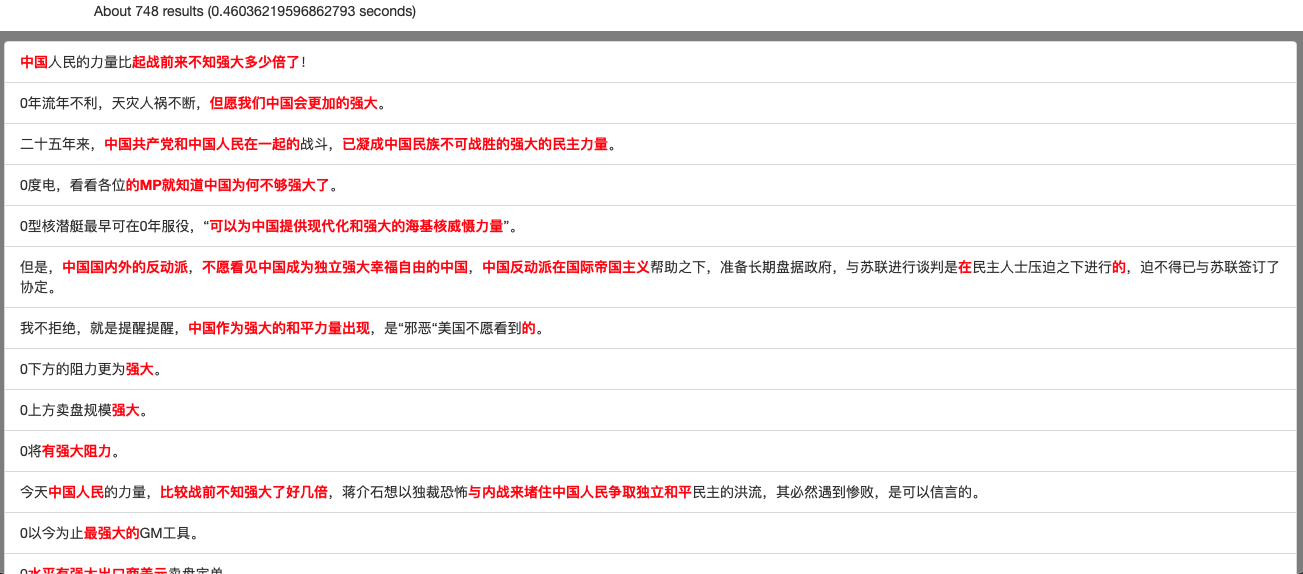 About 748 results (0.46036219596862793 seconds)
中国人民的力量比起战前来不知强大多少倍了！
0年流年不利，天灾人祸不断，但愿我们中国会更加的强大。
二十五年来，中国共产党和中国人民在一起的战斗，已凝成中国民族不可战胜的强大的民主力量。
0度电，看看各位的MP就知道中国为何不够强大了。
0型核潜艇最早可在0年服役，“可以为中国提供现代化和强大的海基核威慑力量”。
但是，中国国内外的反动派，不愿看见中国成为独立强大幸福自由的中国，中国反动派在国际帝国主义帮助之下，准备长期盘据政府，与苏联进行谈判是在民主人士压迫之下进行的，迫不得已与苏联签订了
协定。
我不拒绝，就是提醒提醒，中国作为强大的和平力量出现，是“邪恶“美国不愿看到的。
0下方的阻力更为强大。
0上方卖盘规模强大。
0将有强大阻力。
今天中国人民的力量，比较战前不知强大了好几倍，蒋介石想以独裁恐怖与内战来堵住中国人民争取独立和平民主的洪流，其必然遇到惨败，是可以信言的。
0以今为止最强大的GM工具。
0水平有强大出口商美元卖盘定单